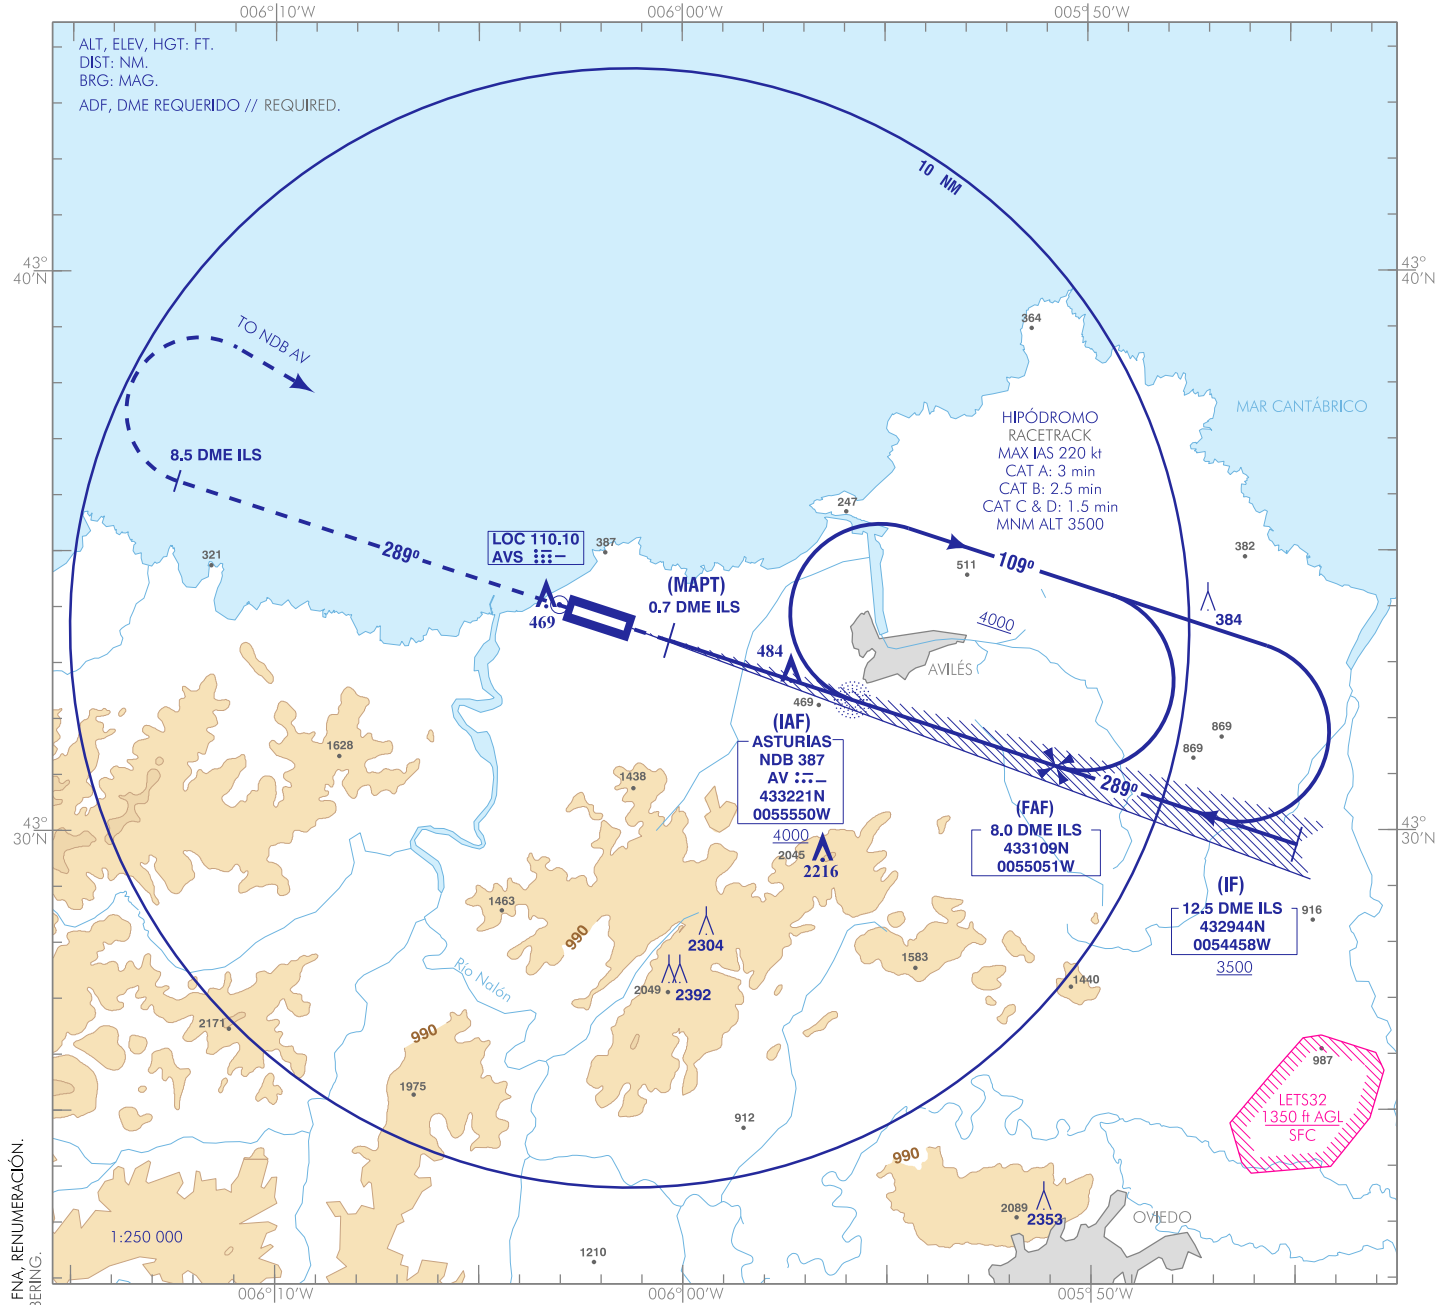 006°10'W
006°00'W
005°50'W
ALT, ELEV, HGT: FT.
DIST: NM.
BRG: MAG.
ADF, DME REQUERIDO // REQUIRED.
10 NM
43°
40'N
43°
40'N
TO NDB AV
364
MAR CANTÁBRICO
HIPÓDROMO
RACETRACK
MAX IAS 220 kt
CAT A: 3 min
CAT B: 2.5 min
CAT C & D: 1.5 min
MNM ALT 3500
8.5 DME ILS
247
LOC 110.10
AVS
387
289º
321
109º
511
382
(MAPT)
0.7 DME ILS
469
4000
384
484
AVILÉS
469
(IAF)
ASTURIAS
NDB 387
AV
433221N
0055550W
4000
869
869
1628
1438
289º
(FAF)
8.0 DME ILS
433109N
0055051W
43°
30'N
43°
30'N
2045
2216
(IF)
12.5 DME ILS
432944N
0054458W
3500
916
1463
990
2304
1583
Río Nalón
2049
2392
1440
2171
990
987
1975
LETS32
1350 ft AGL
SFC
912
990
2089
2353
OVIEDO
1:250 000
1210
FNA, RENUMERACIÓN.
BERING.
006°10'W
006°00'W
005°50'W